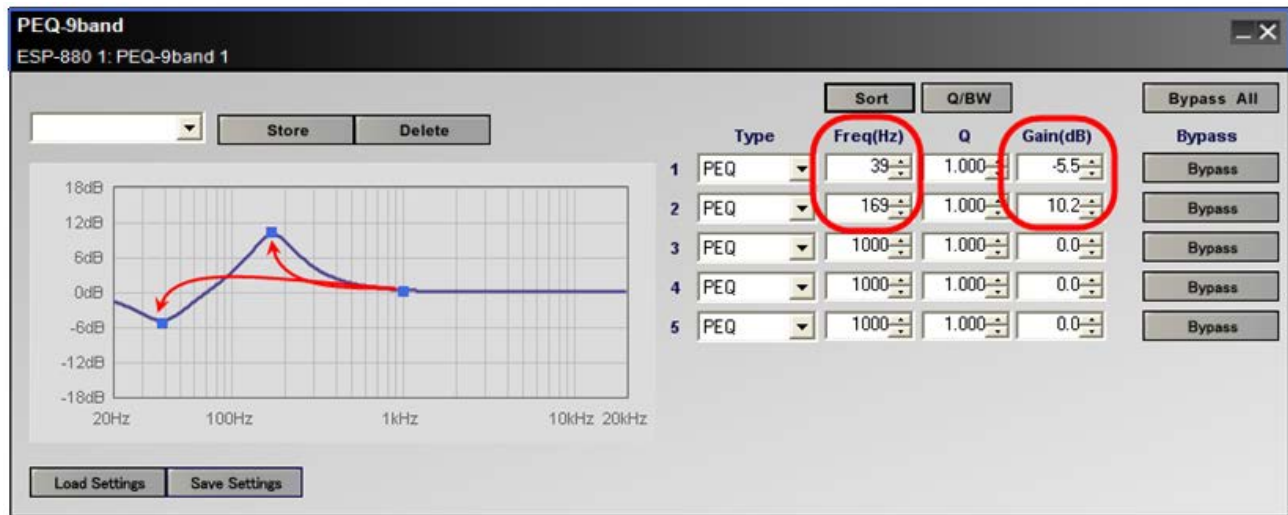 PEQ-9band
ESP-880 1: PEQ-9band 1
Sort Q/BW Bypass All
Store Delete
Type Freq(Hz) Q Gain(dB) Bypass
1 PEQ 39 1.000 -5.5 Bypass
2 PEQ 169 1.000 10.2 Bypass
3 PEQ 1000 1.000 0.0 Bypass
4 PEQ 1000 1.000 0.0 Bypass
5 PEQ 1000 1.000 0.0 Bypass
18dB
12dB
6dB
0dB
-6dB
-12dB
-18dB
20Hz 100Hz 1kHz 10kHz 20kHz
Load Settings Save Settings